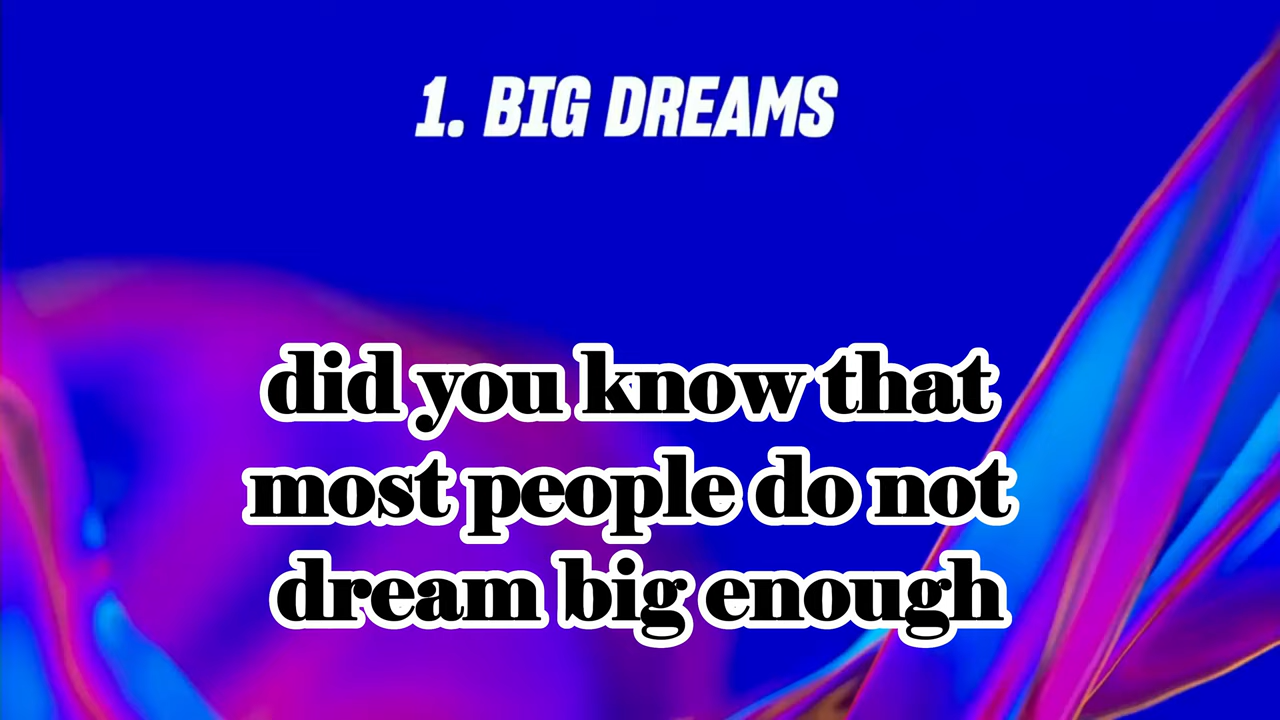 1. BIG DREAMS
did you know that
most people do not
dream big enough